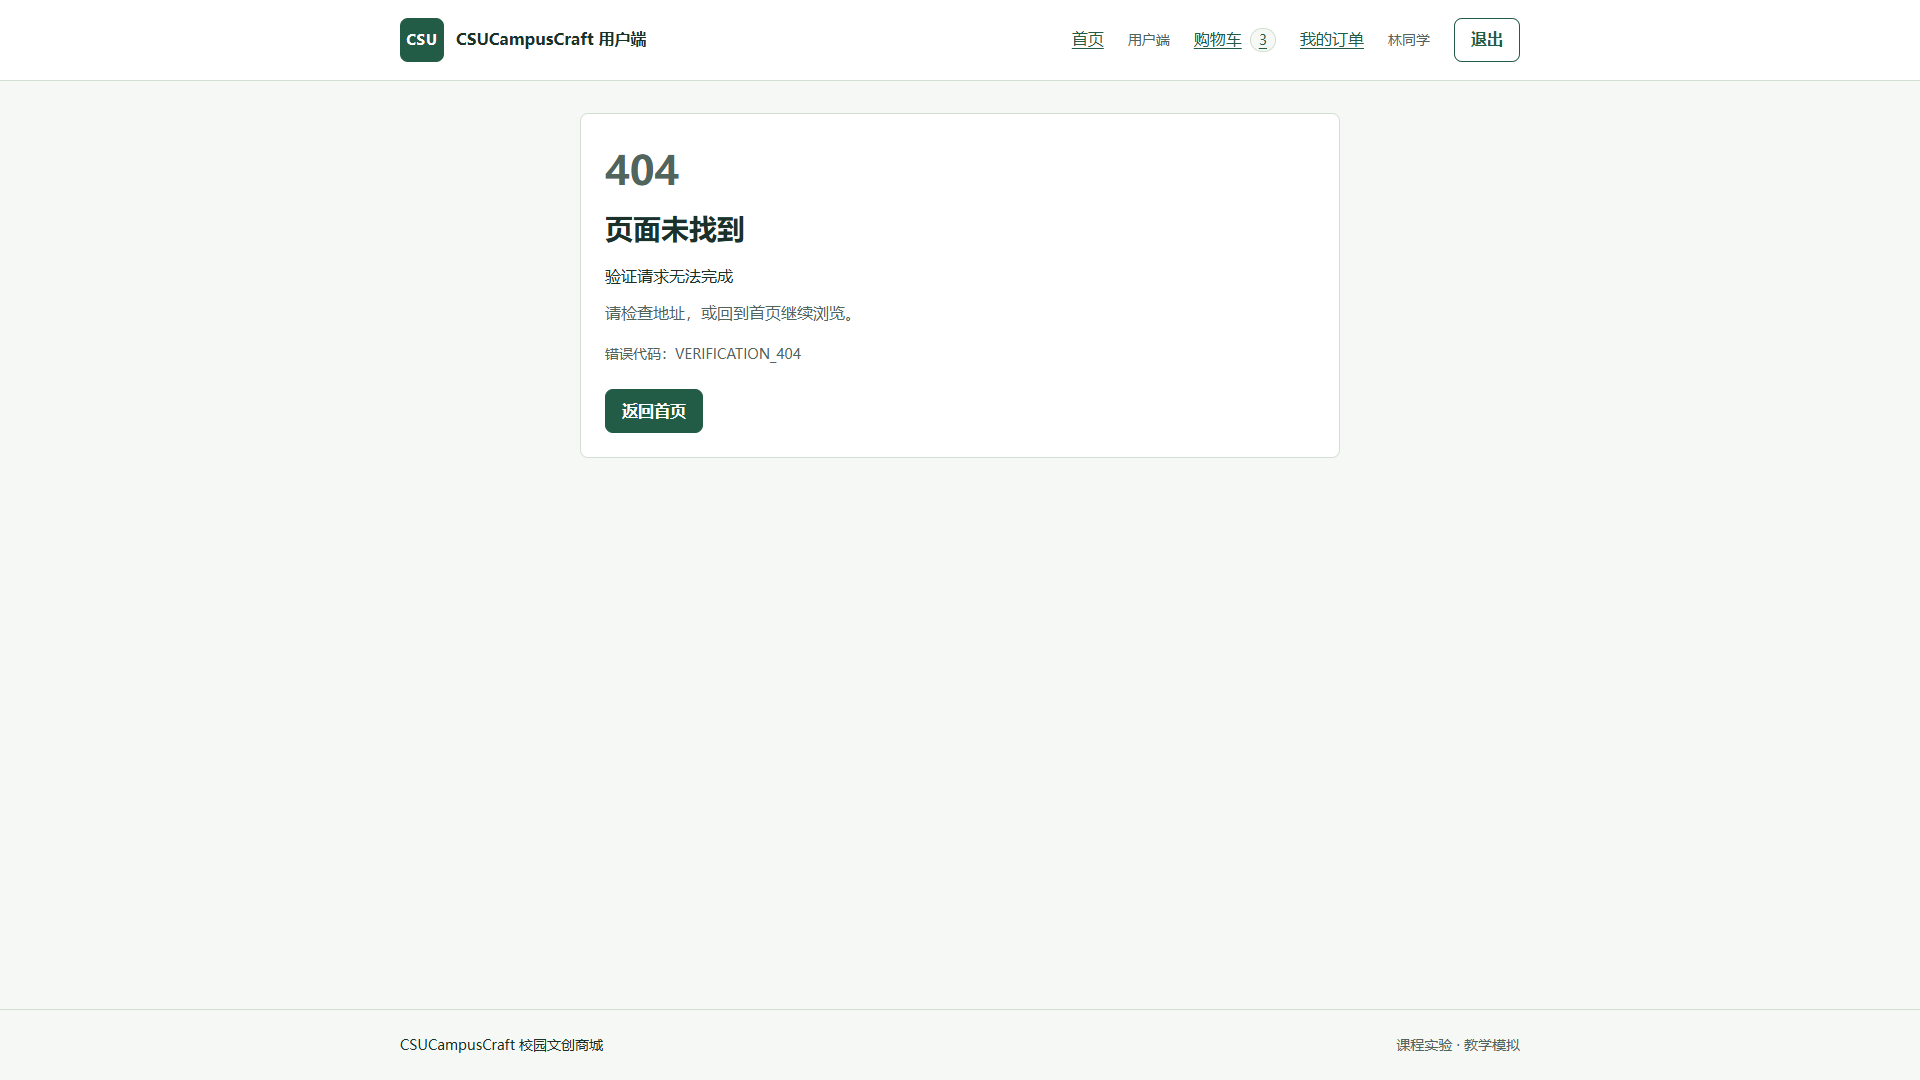 CSU
CSUCampusCraft 用户端
首页
用户端
购物车 3
我的订单
林同学
退出
404
页面未找到
验证请求无法完成
请检查地址，或回到首页继续浏览。
错误代码：VERIFICATION_404
返回首页
CSUCampusCraft 校园文创商城
课程实验 · 教学模拟